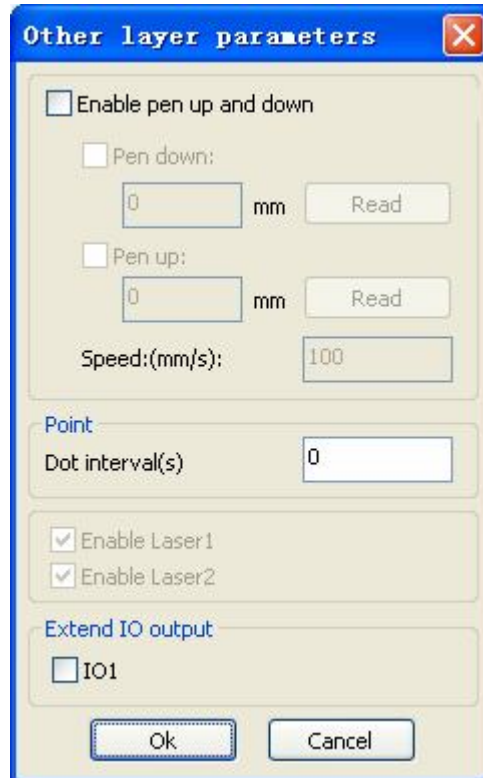 Other layer parameters
Enable pen up and down
Pen down:
0 mm Read
Pen up:
0 mm Read
Speed:(mm/s): 100
Point
Dot interval(s) 0
Enable Laser1
Enable Laser2
Extend IO output
IO1
Ok Cancel